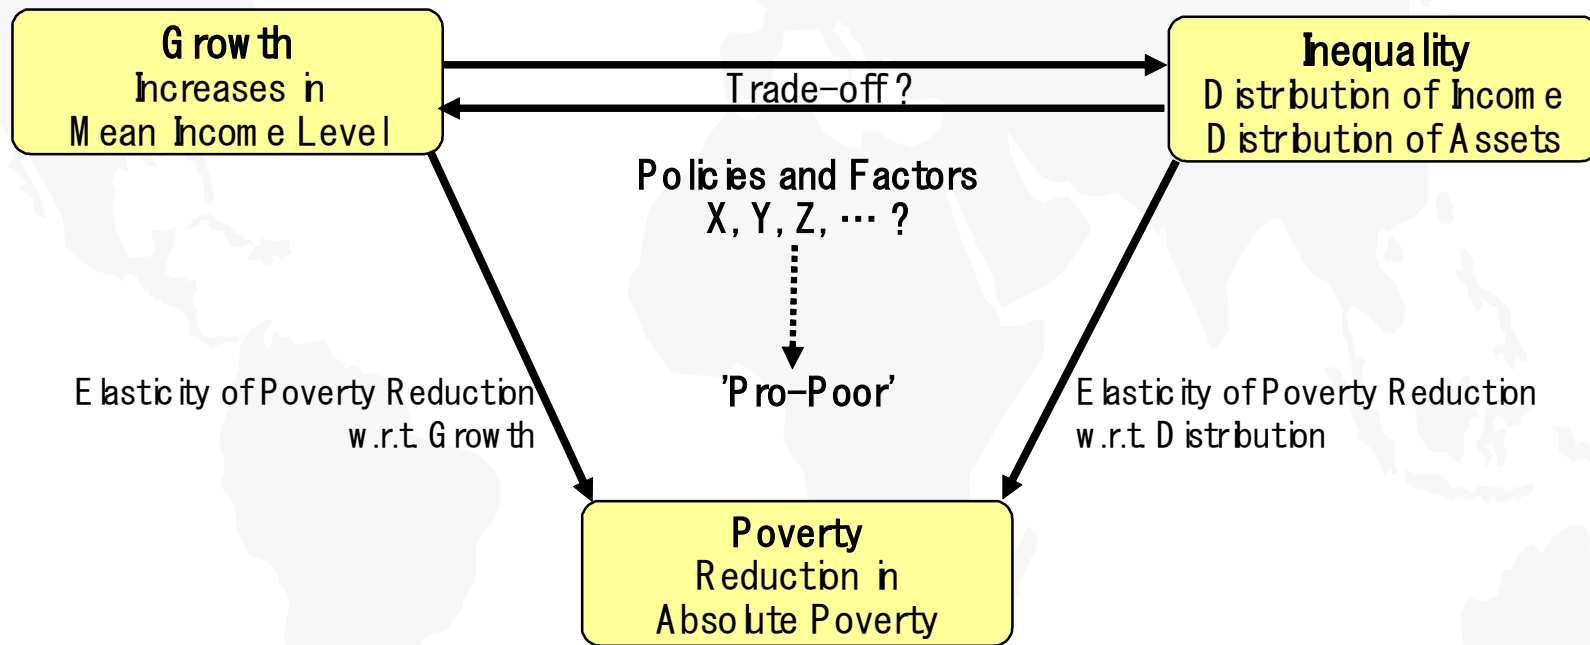 Growth
Increases in
Mean Income Level
Trade-off?
Inequality
Distribution of Income
Distribution of Assets
Policies and Factors
X, Y, Z, … ?
'Pro-Poor'
Elasticity of Poverty Reduction
w.r.t. Growth
Elasticity of Poverty Reduction
w.r.t. Distribution
Poverty
Reduction in
Absolute Poverty